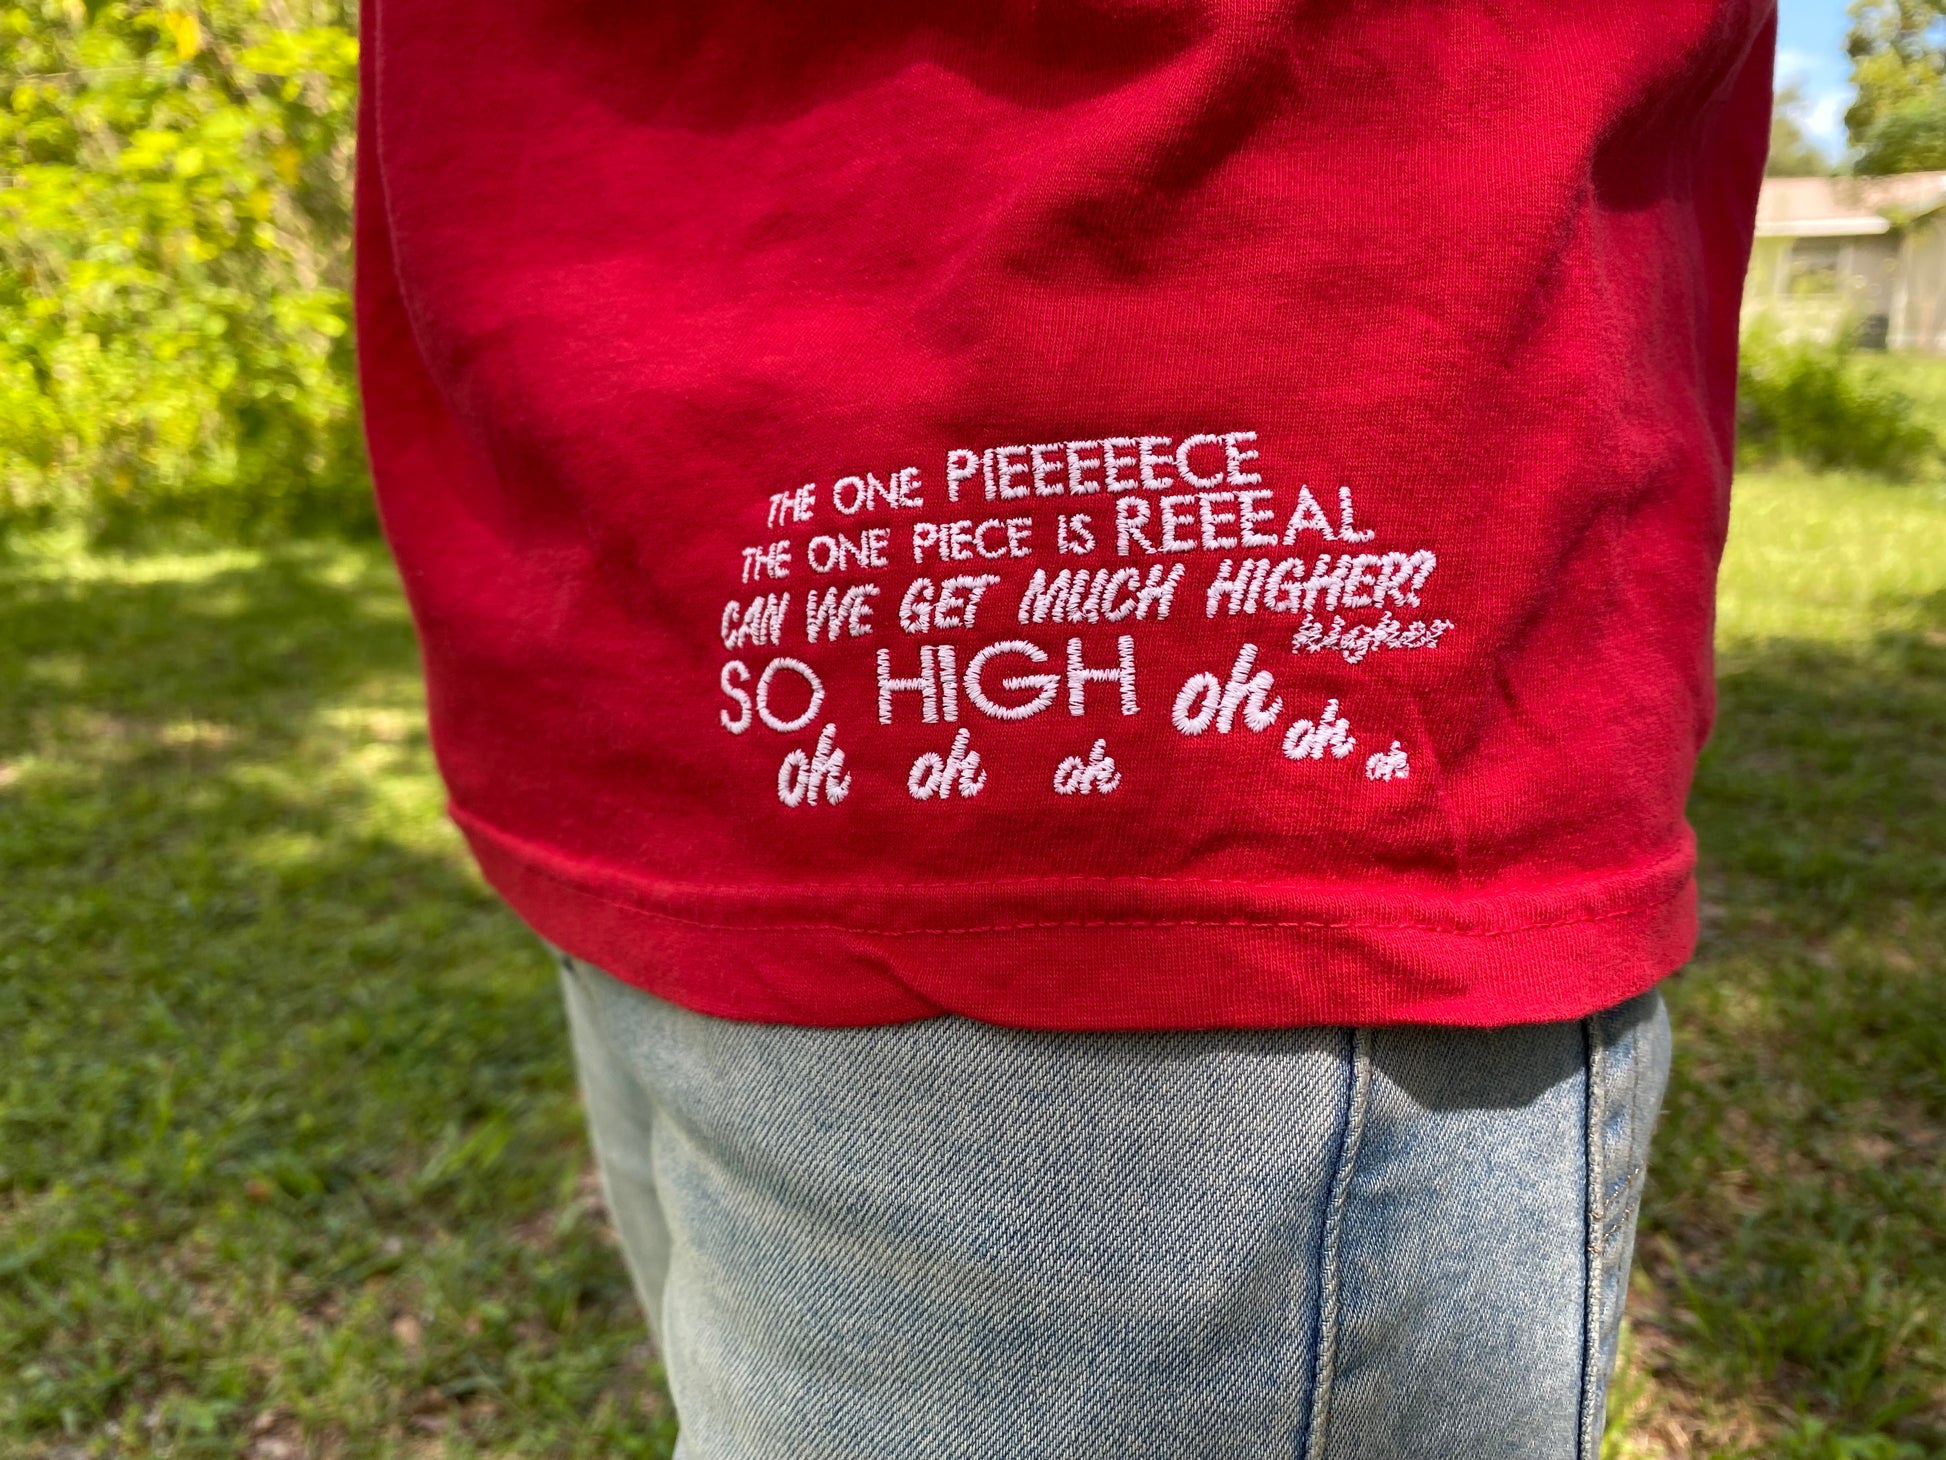 THE ONE PIEEEEEECE
THE ONE PIECE IS REEEAL
CAN WE GET MUCH HIGHER?
higher
SO HIGH oh oh oh
oh oh oh